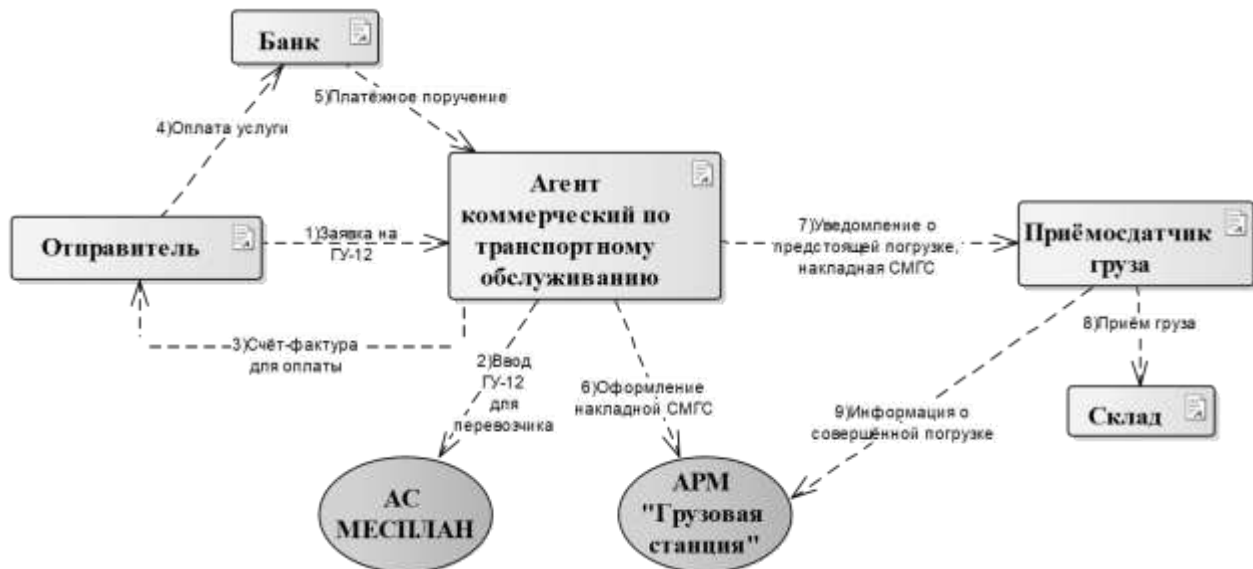 Банк
5)Платёжное поручение
4)Оплата услуги
Агент
коммерческий по
транспортному
обслуживанию
Отправитель
1)Заявка на
ГУ-12
7)Уведомление о
предстоящей погрузке,
накладная СМГС
Приёмосдатчик
груза
3)Счёт-фактура
для оплаты
2)Ввод
ГУ-12
для
перевозчика
6)Оформление
накладной СМГС
8)Приём груза
9)Информация о
совершённой погрузке
Склад
АС
МЕСПЛАН
АРМ
"Грузовая
станция"